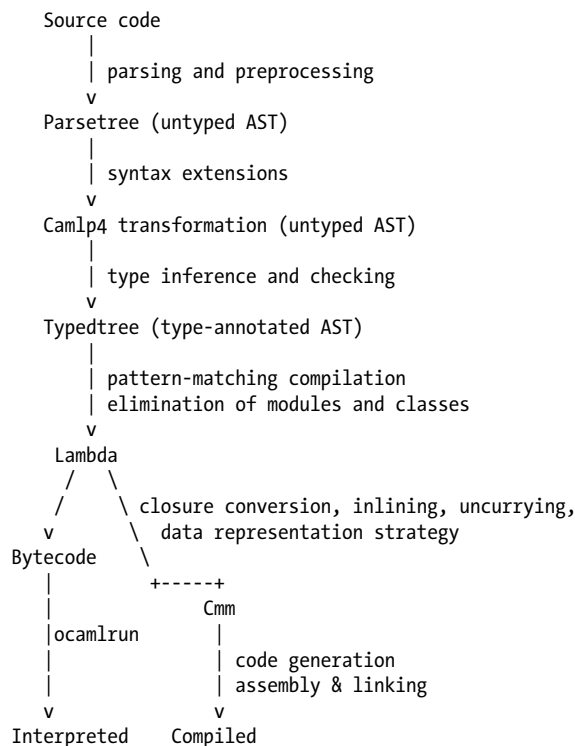 Source code
|
| parsing and preprocessing
v
Parsetree (untyped AST)
|
| syntax extensions
v
Camlp4 transformation (untyped AST)
|
| type inference and checking
v
Typedtree (type-annotated AST)
|
| pattern-matching compilation
| elimination of modules and classes
v
Lambda
/ \
/ \ closure conversion, inlining, uncurrying,
v \ data representation strategy
Bytecode \
| +-----+
| Cmm
|ocamlrun |
| | code generation
| | assembly & linking
v v
Interpreted Compiled